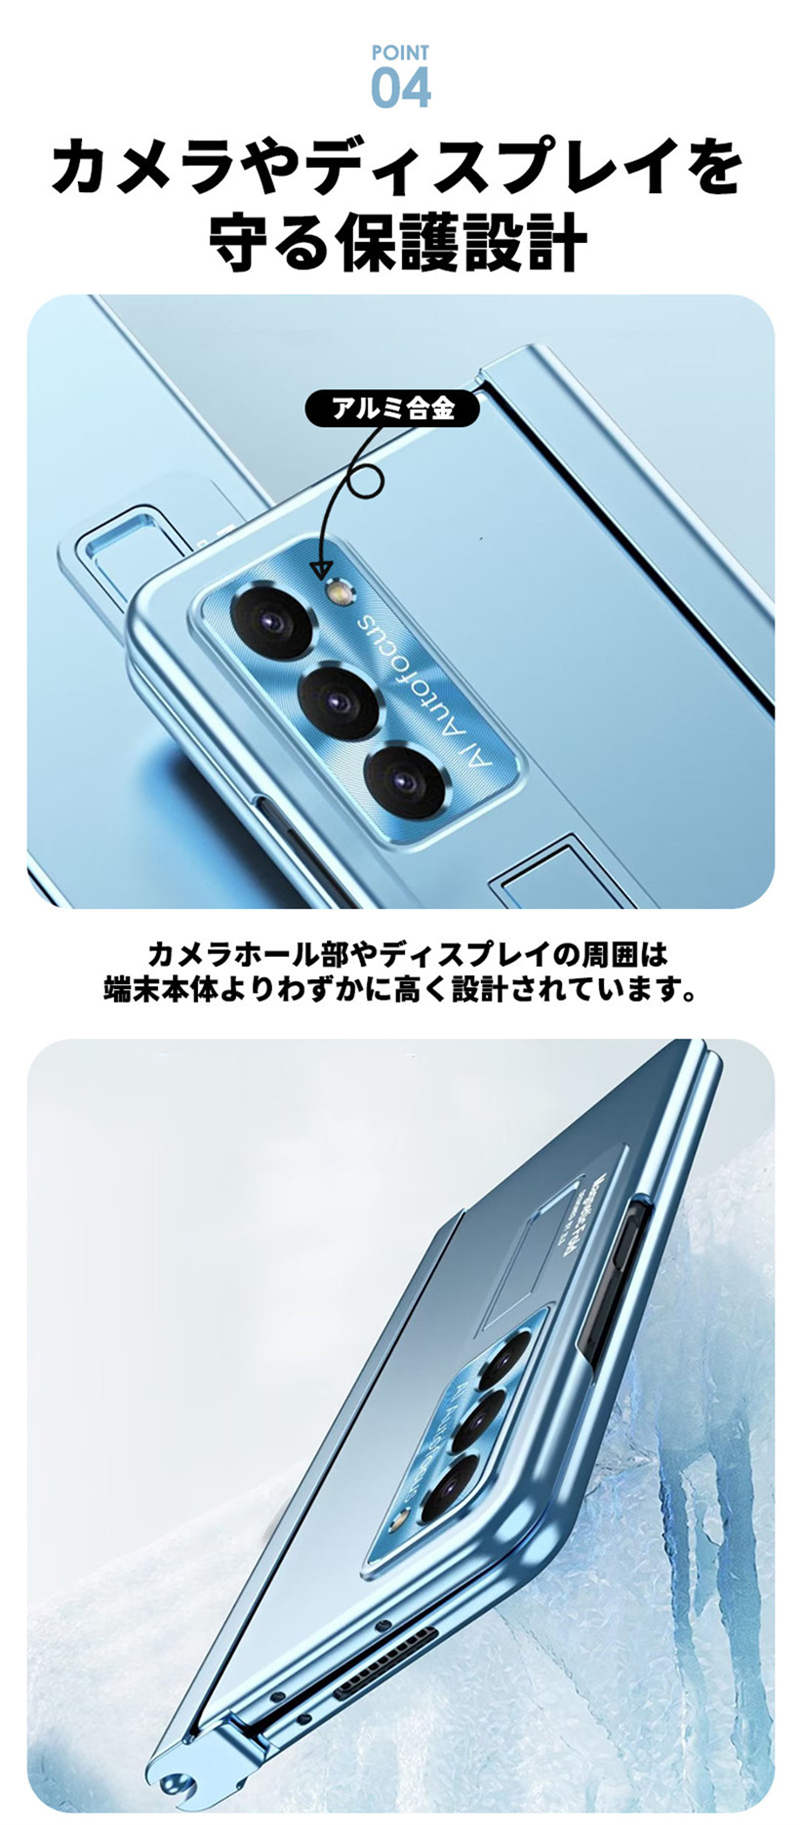 POINT
04
カメラやディスプレイを
守る保護設計
アルミ合金
AI Autofocus
カメラホール部やディスプレイの周囲は
端末本体よりわずかに高く設計されています。
AI Autofocus